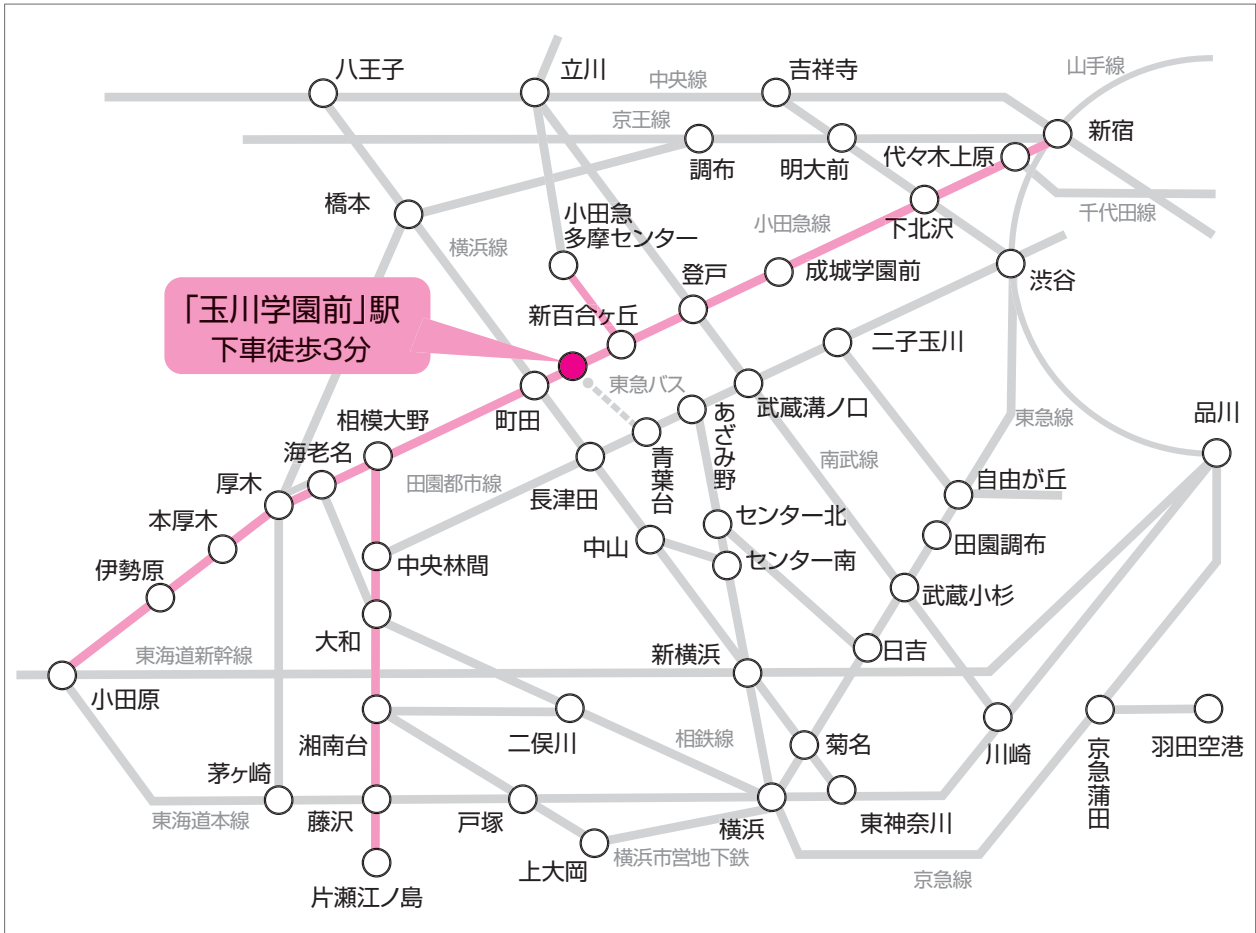 八王子
立川
中央線
吉祥寺
山手線
京王線
調布
明大前
代々木上原
新宿
橋本
横浜線
小田急
多摩センター
小田急線
下北沢
千代田線
登戸
成城学園前
渋谷
「玉川学園前」駅
下車徒歩3分
新百合ヶ丘
二子玉川
東急バス
町田
あざみ野
武蔵溝ノ口
東急線
品川
相模大野
海老名
厚木
田園都市線
長津田
青葉台
南武線
自由が丘
本厚木
センター北
中山
センター南
田園調布
伊勢原
中央林間
武蔵小杉
大和
東海道新幹線
新横浜
日吉
小田原
湘南台
二俣川
相鉄線
菊名
川崎
京急蒲田
羽田空港
茅ヶ崎
東海道本線
藤沢
戸塚
横浜
東神奈川
上大岡
横浜市営地下鉄
京急線
片瀬江ノ島